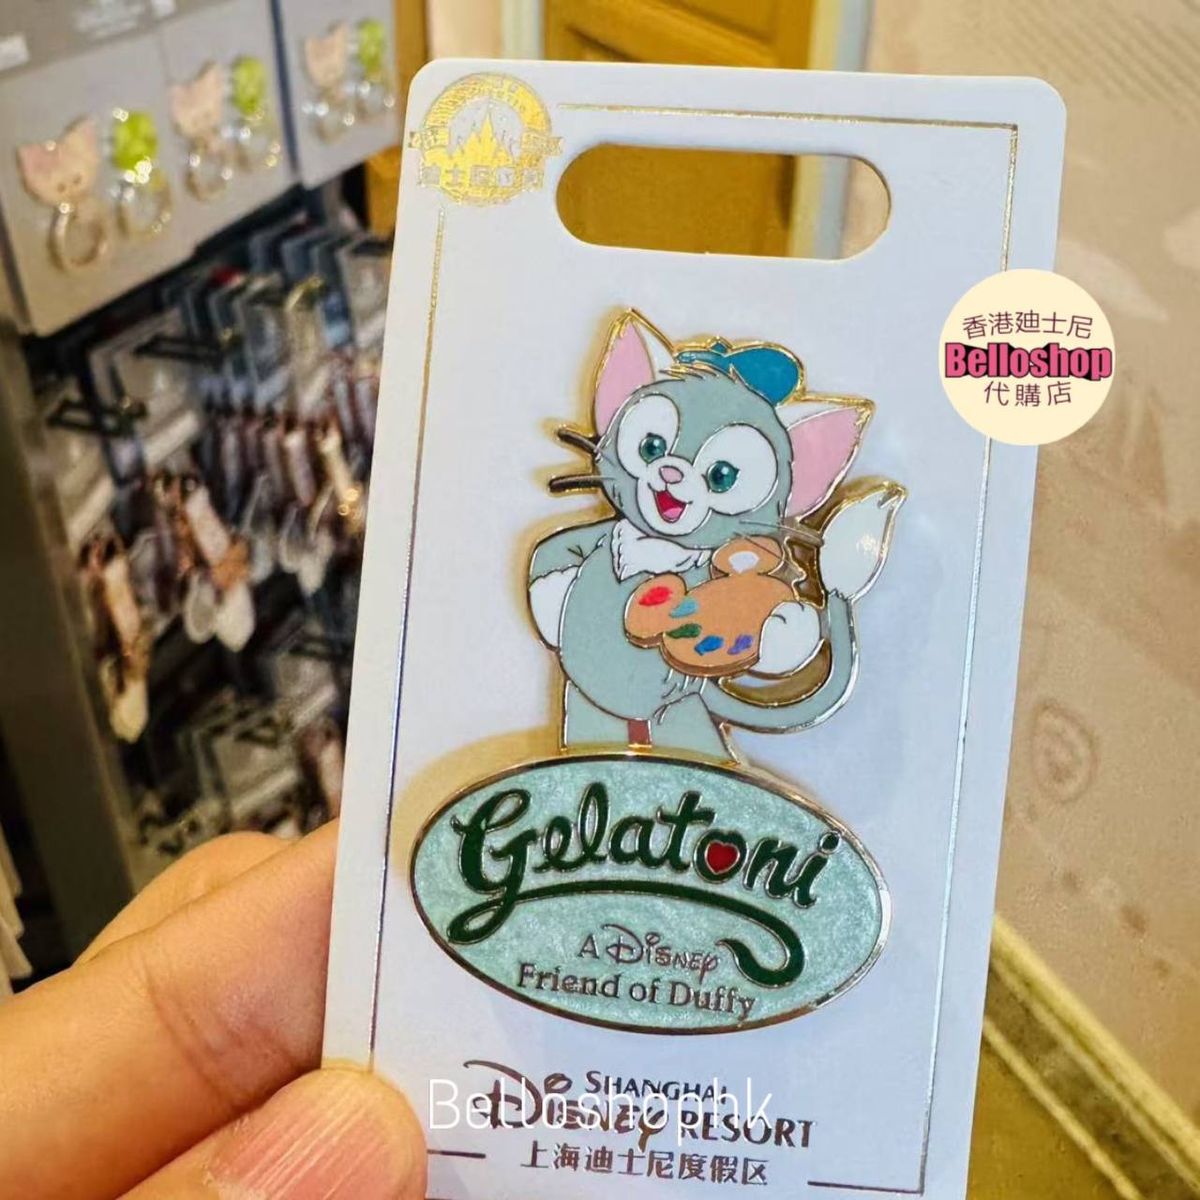 香港廸士尼
Belloshop
代購店
Gelatoni
A Disney
Friend of Duffy
Shanghai
Disney Resort
上海迪士尼度假区
Belloshophk